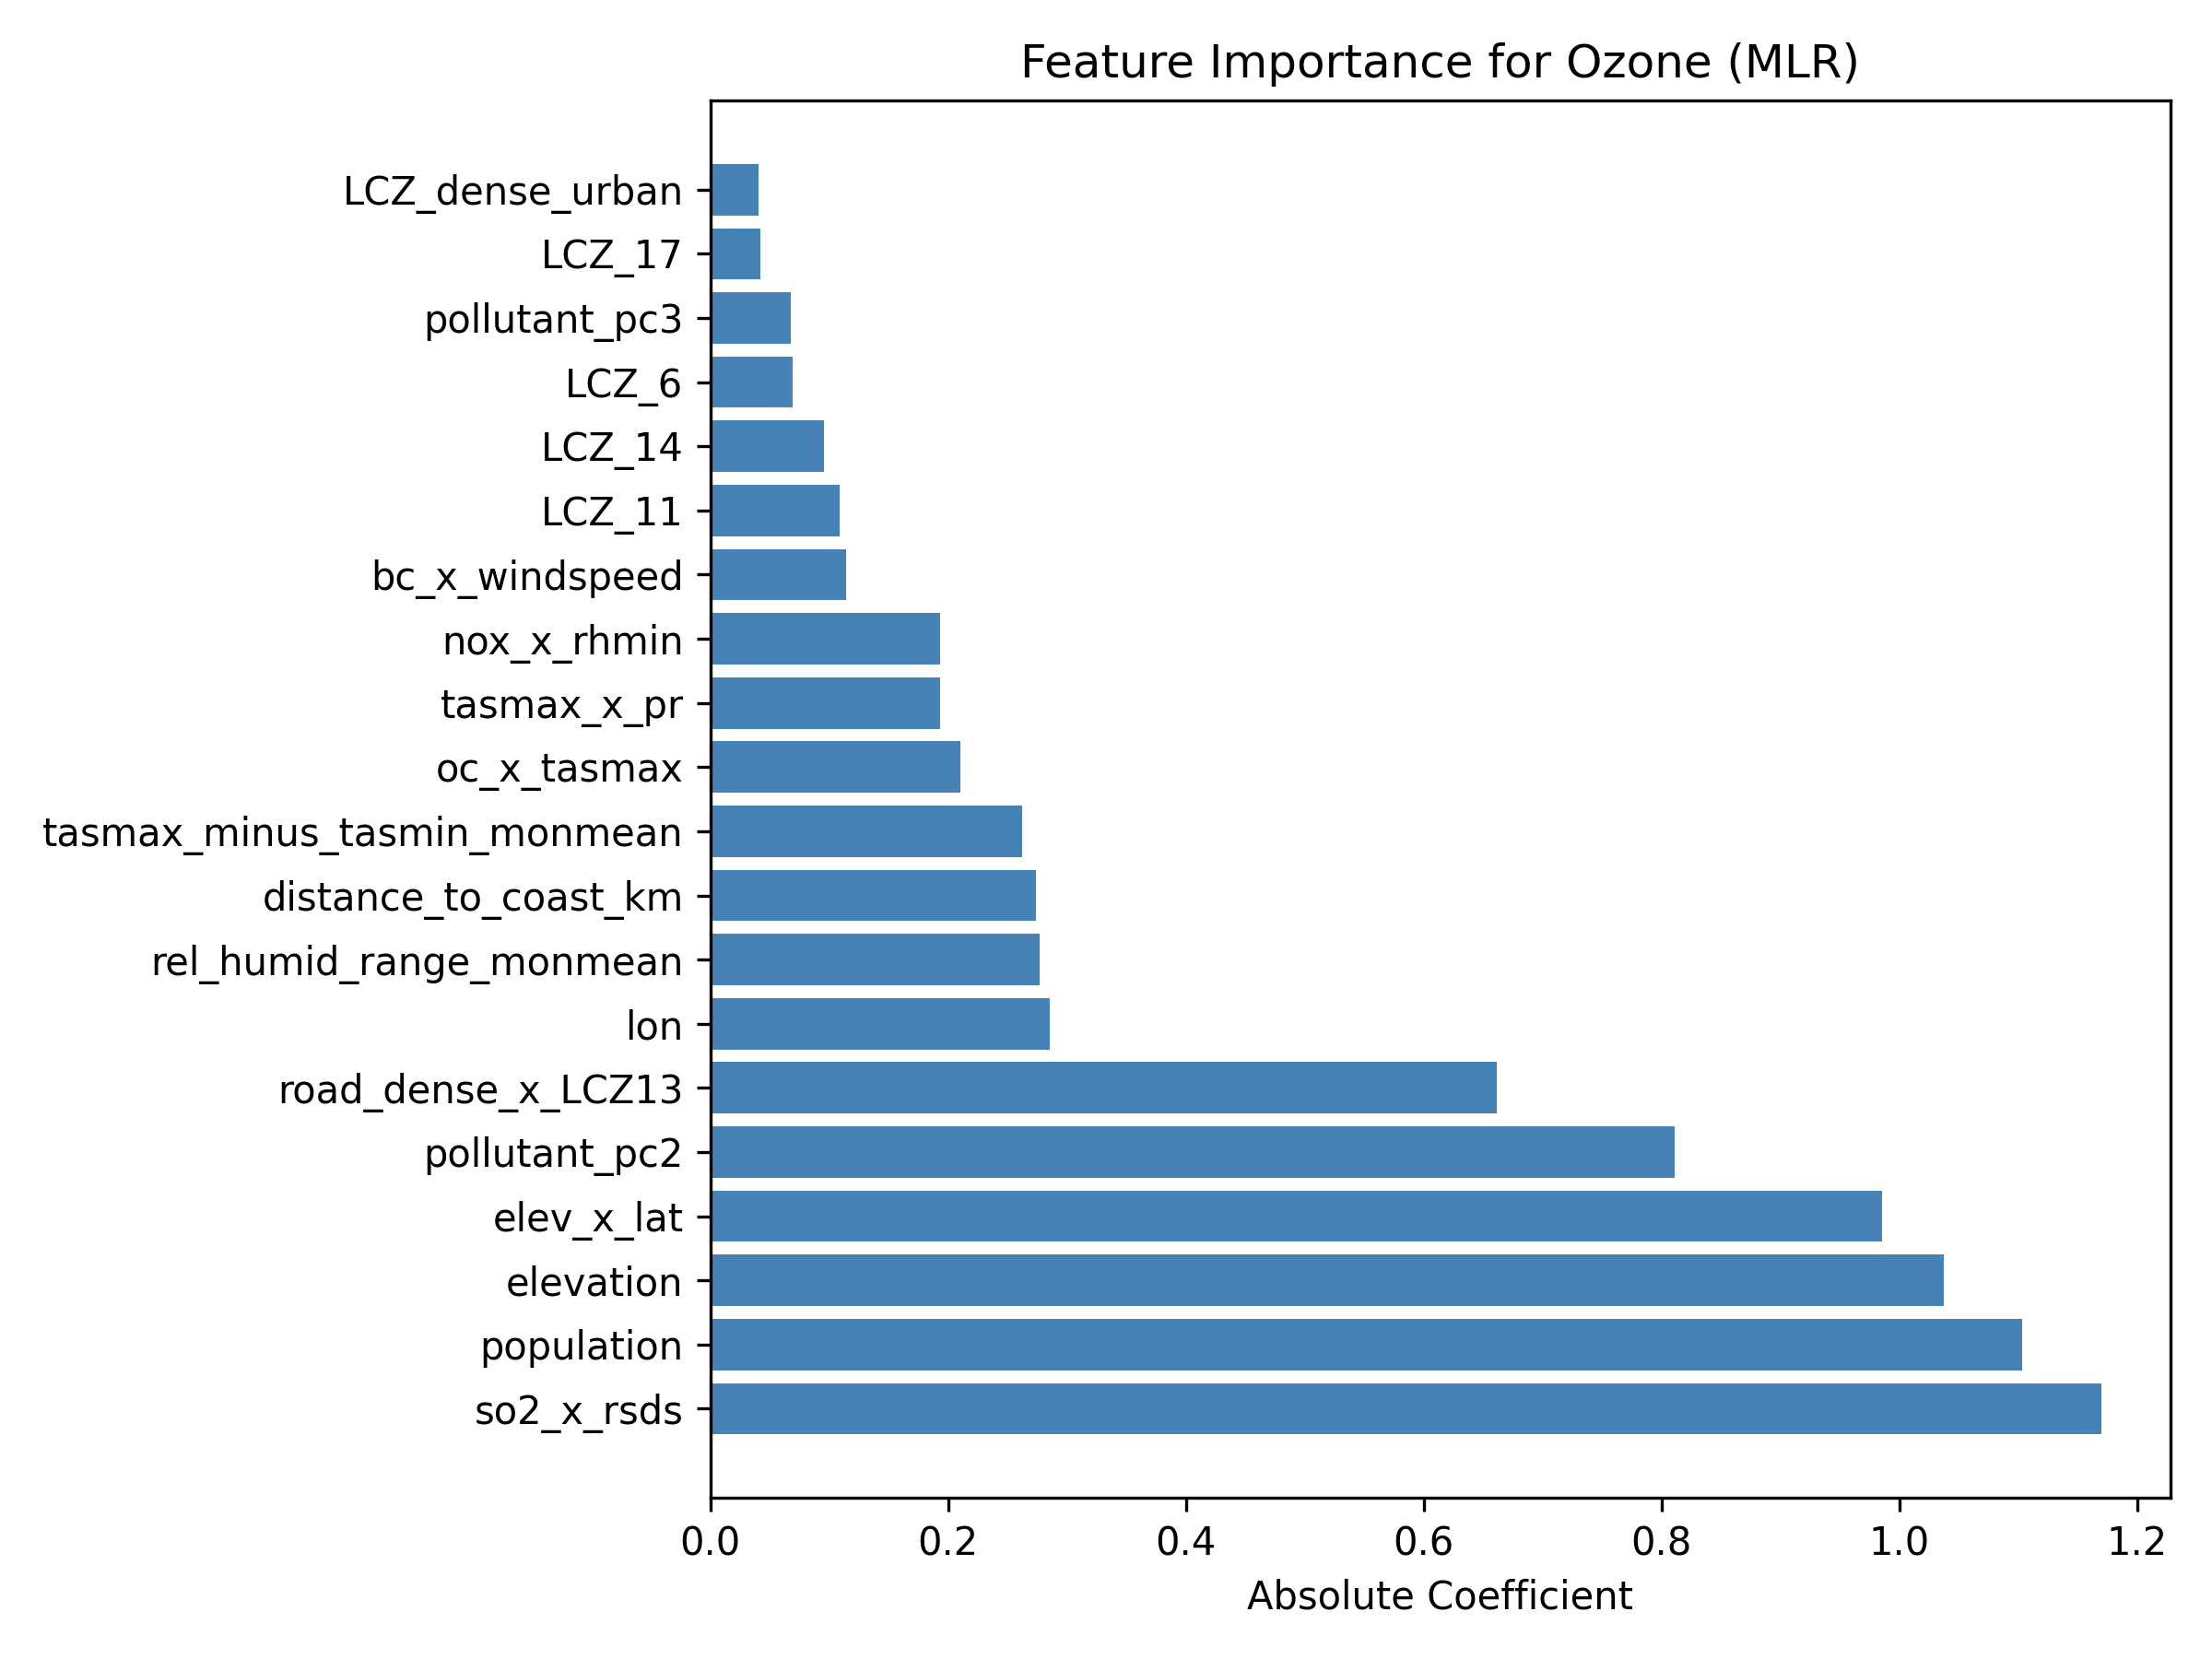 Feature Importance for Ozone (MLR)
LCZ_dense_urban
LCZ_17
pollutant_pc3
LCZ_6
LCZ_14
LCZ_11
bc_x_windspeed
nox_x_rhmin
tasmax_x_pr
oc_x_tasmax
tasmax_minus_tasmin_monmean
distance_to_coast_km
rel_humid_range_monmean
lon
road_dense_x_LCZ13
pollutant_pc2
elev_x_lat
elevation
population
so2_x_rsds
0.0 0.2 0.4 0.6 0.8 1.0 1.2
Absolute Coefficient